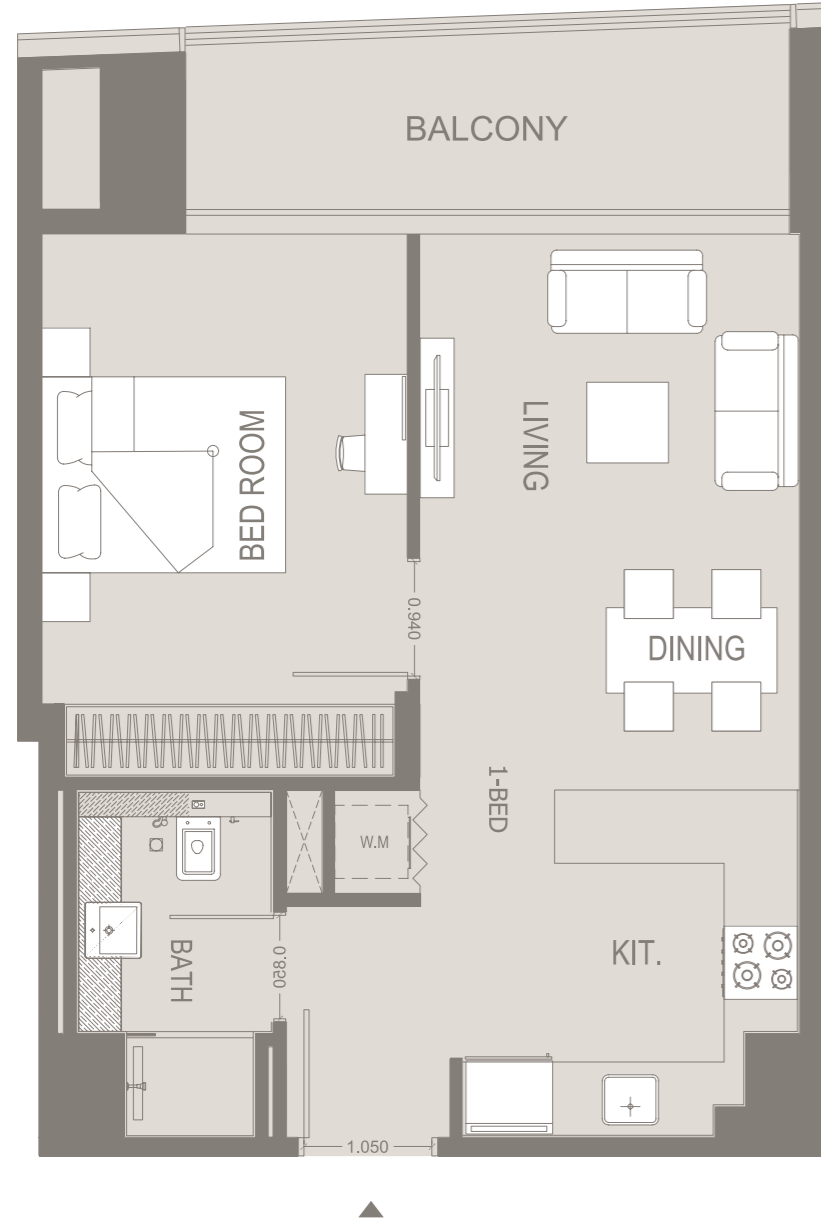 BALCONY
LIVING
BED ROOM
0.940
DINING
1-BED
W.M
KIT.
BATH
0.850
1.050